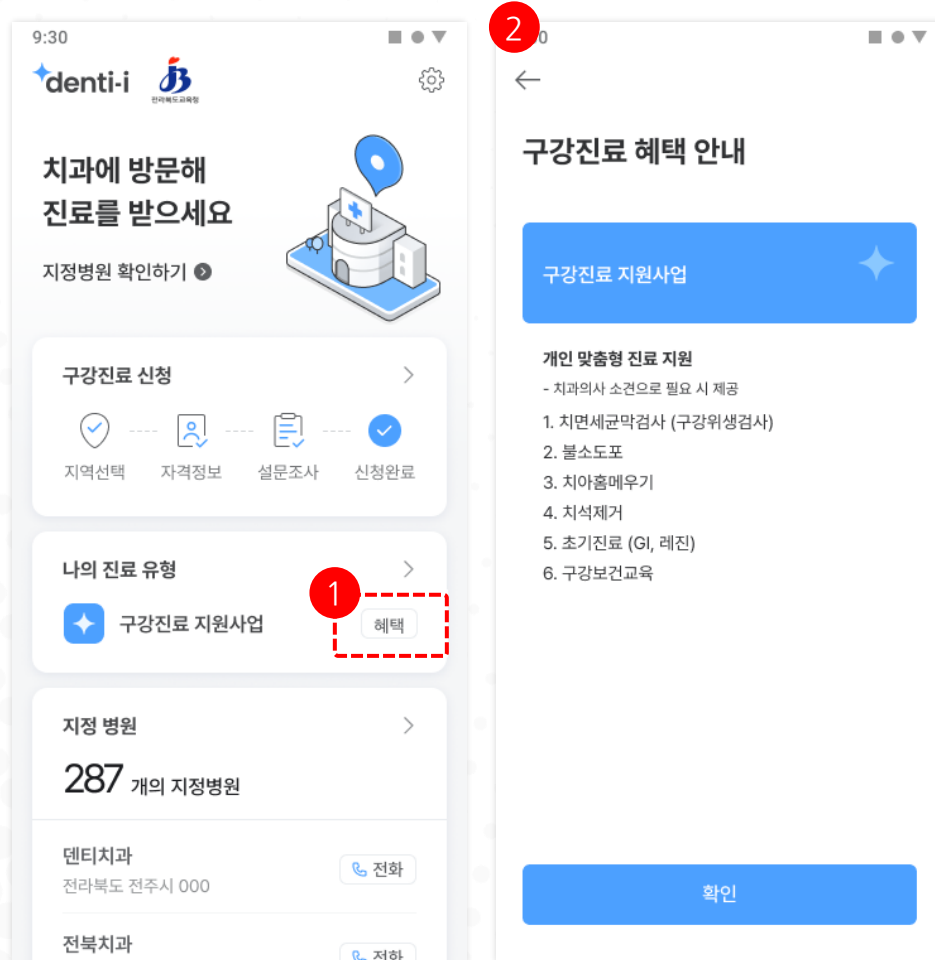 9:30
denti-i
전라북도교육청
치과에 방문해
진료를 받으세요
지정병원 확인하기
구강진료 신청
지역선택
자격정보
설문조사
신청완료
나의 진료 유형
1
구강진료 지원사업
혜택
지정 병원
287 개의 지정병원
덴티치과
전화
전라북도 전주시 000
전북치과
전화
2
0
구강진료 혜택 안내
구강진료 지원사업
개인 맞춤형 진료 지원
- 치과의사 소견으로 필요 시 제공
1. 치면세균막검사 (구강위생검사)
2. 불소도포
3. 치아홈메우기
4. 치석제거
5. 초기진료 (GI, 레진)
6. 구강보건교육
확인